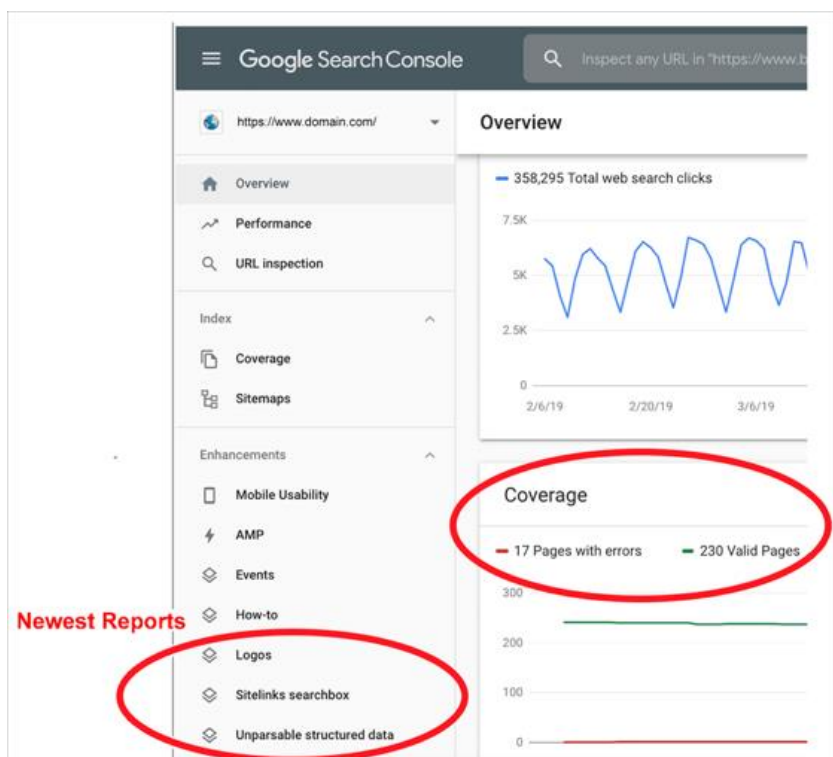 Google Search Console
Inspect any URL in "https://www.b
https://www.domain.com/
Overview
Overview
Performance
URL inspection
Index
Coverage
Sitemaps
Enhancements
Mobile Usability
AMP
Events
How-to
Newest Reports
Logos
Sitelinks searchbox
Unparsable structured data
358,295 Total web search clicks
7.5K
5K
2.5K
0
2/6/19 2/20/19 3/6/19
Coverage
17 Pages with errors 230 Valid Pages
300
200
100
0